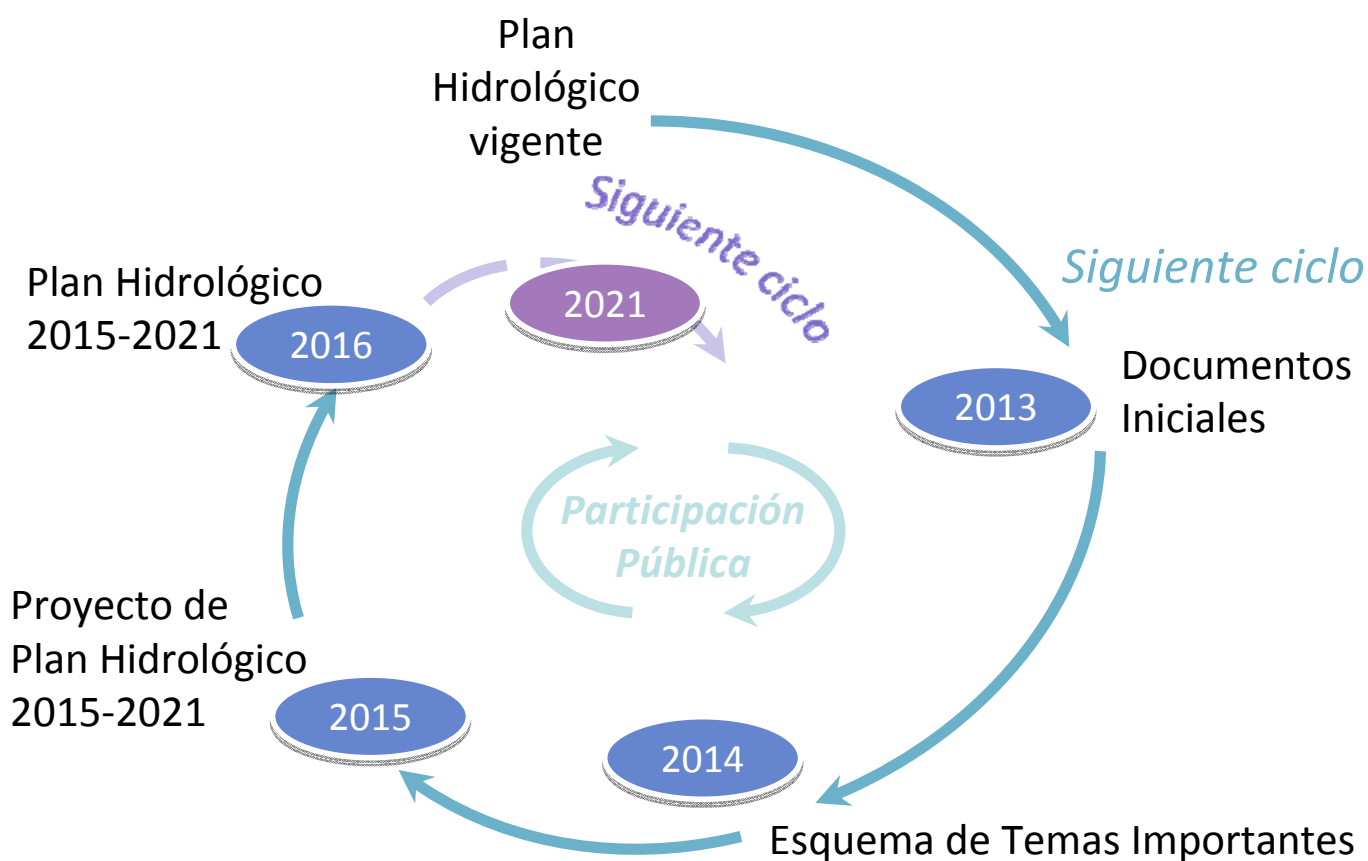 Plan
Hidrológico
vigente
Siguiente ciclo
Siguiente ciclo
2021
Plan Hidrológico
2015-2021
2016
2013
Documentos
Iniciales
Participación
Pública
Proyecto de
Plan Hidrológico
2015-2021
2015
2014
Esquema de Temas Importantes